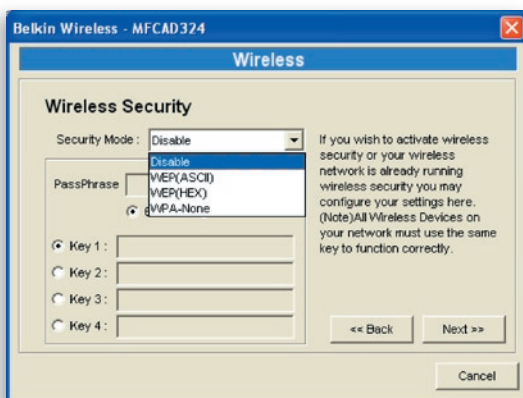 Belkin Wireless - MFCAD324
Wireless
Wireless Security
Security Mode : Disable
Disable
WEP(ASCII)
WEP(HEX)
WPA-None
PassPhrase
Key 1 :
Key 2 :
Key 3 :
Key 4 :
If you wish to activate wireless
security or your wireless
network is already running
wireless security you may
configure your settings here.
(Note)All Wireless Devices on
your network must use the same
key to function correctly.
<< Back
Next >>
Cancel